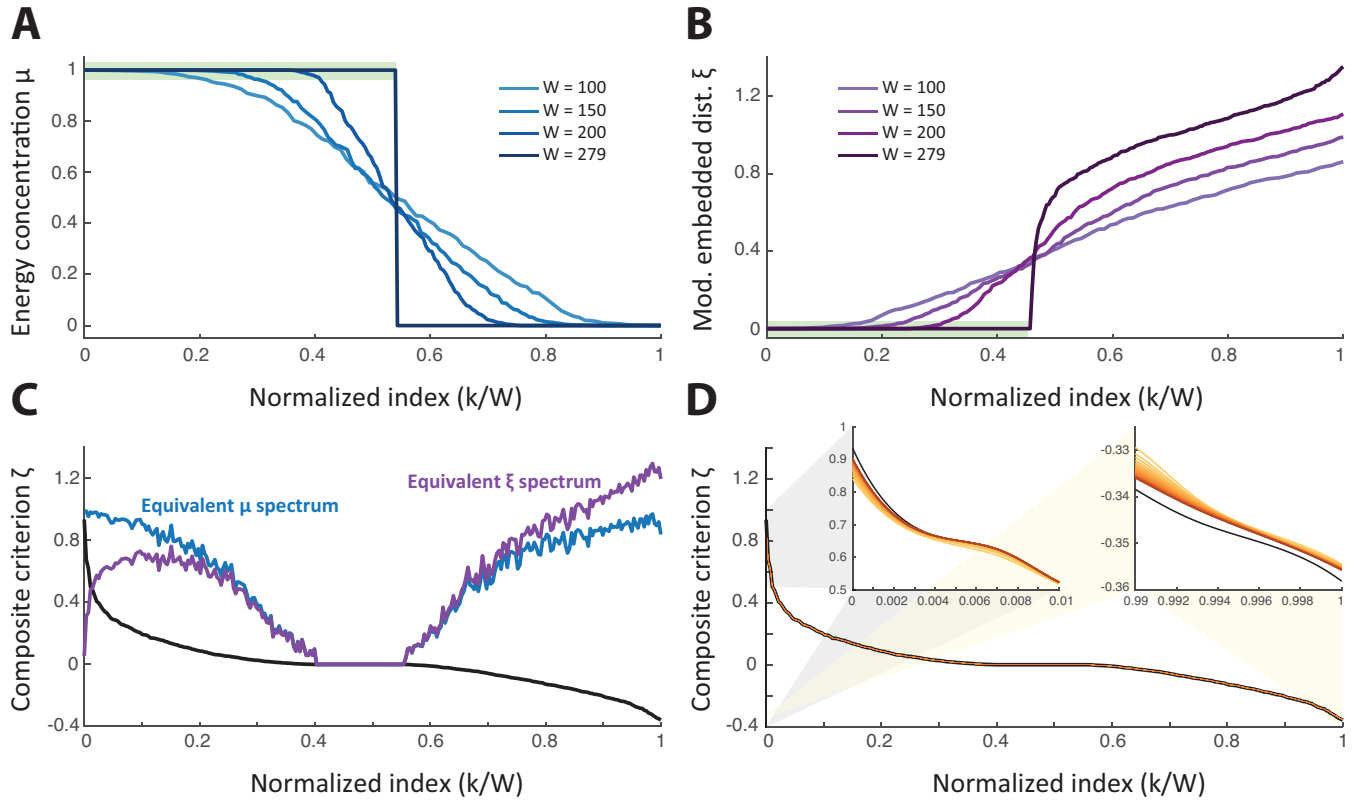 A
Energy concentration μ
1
0.8
0.6
0.4
0.2
0
W = 100
W = 150
W = 200
W = 279
0 0.2 0.4 0.6 0.8 1
Normalized index (k/W)
B
Mod. embedded dist. ξ
1.2
0.8
0.4
0
W = 100
W = 150
W = 200
W = 279
0 0.2 0.4 0.6 0.8 1
Normalized index (k/W)
C
Composite criterion ζ
1.2
0.8
0.4
0
-0.4
Equivalent μ spectrum
Equivalent ξ spectrum
0 0.2 0.4 0.6 0.8 1
Normalized index (k/W)
D
Composite criterion ζ
1.2
0.8
0.4
0
-0.4
1
0.9
0.8
0.7
0.6
0.5
0 0.002 0.004 0.006 0.008 0.01
-0.33
-0.34
-0.35
-0.36
0.99 0.992 0.994 0.996 0.998 1
0 0.2 0.4 0.6 0.8 1
Normalized index (k/W)